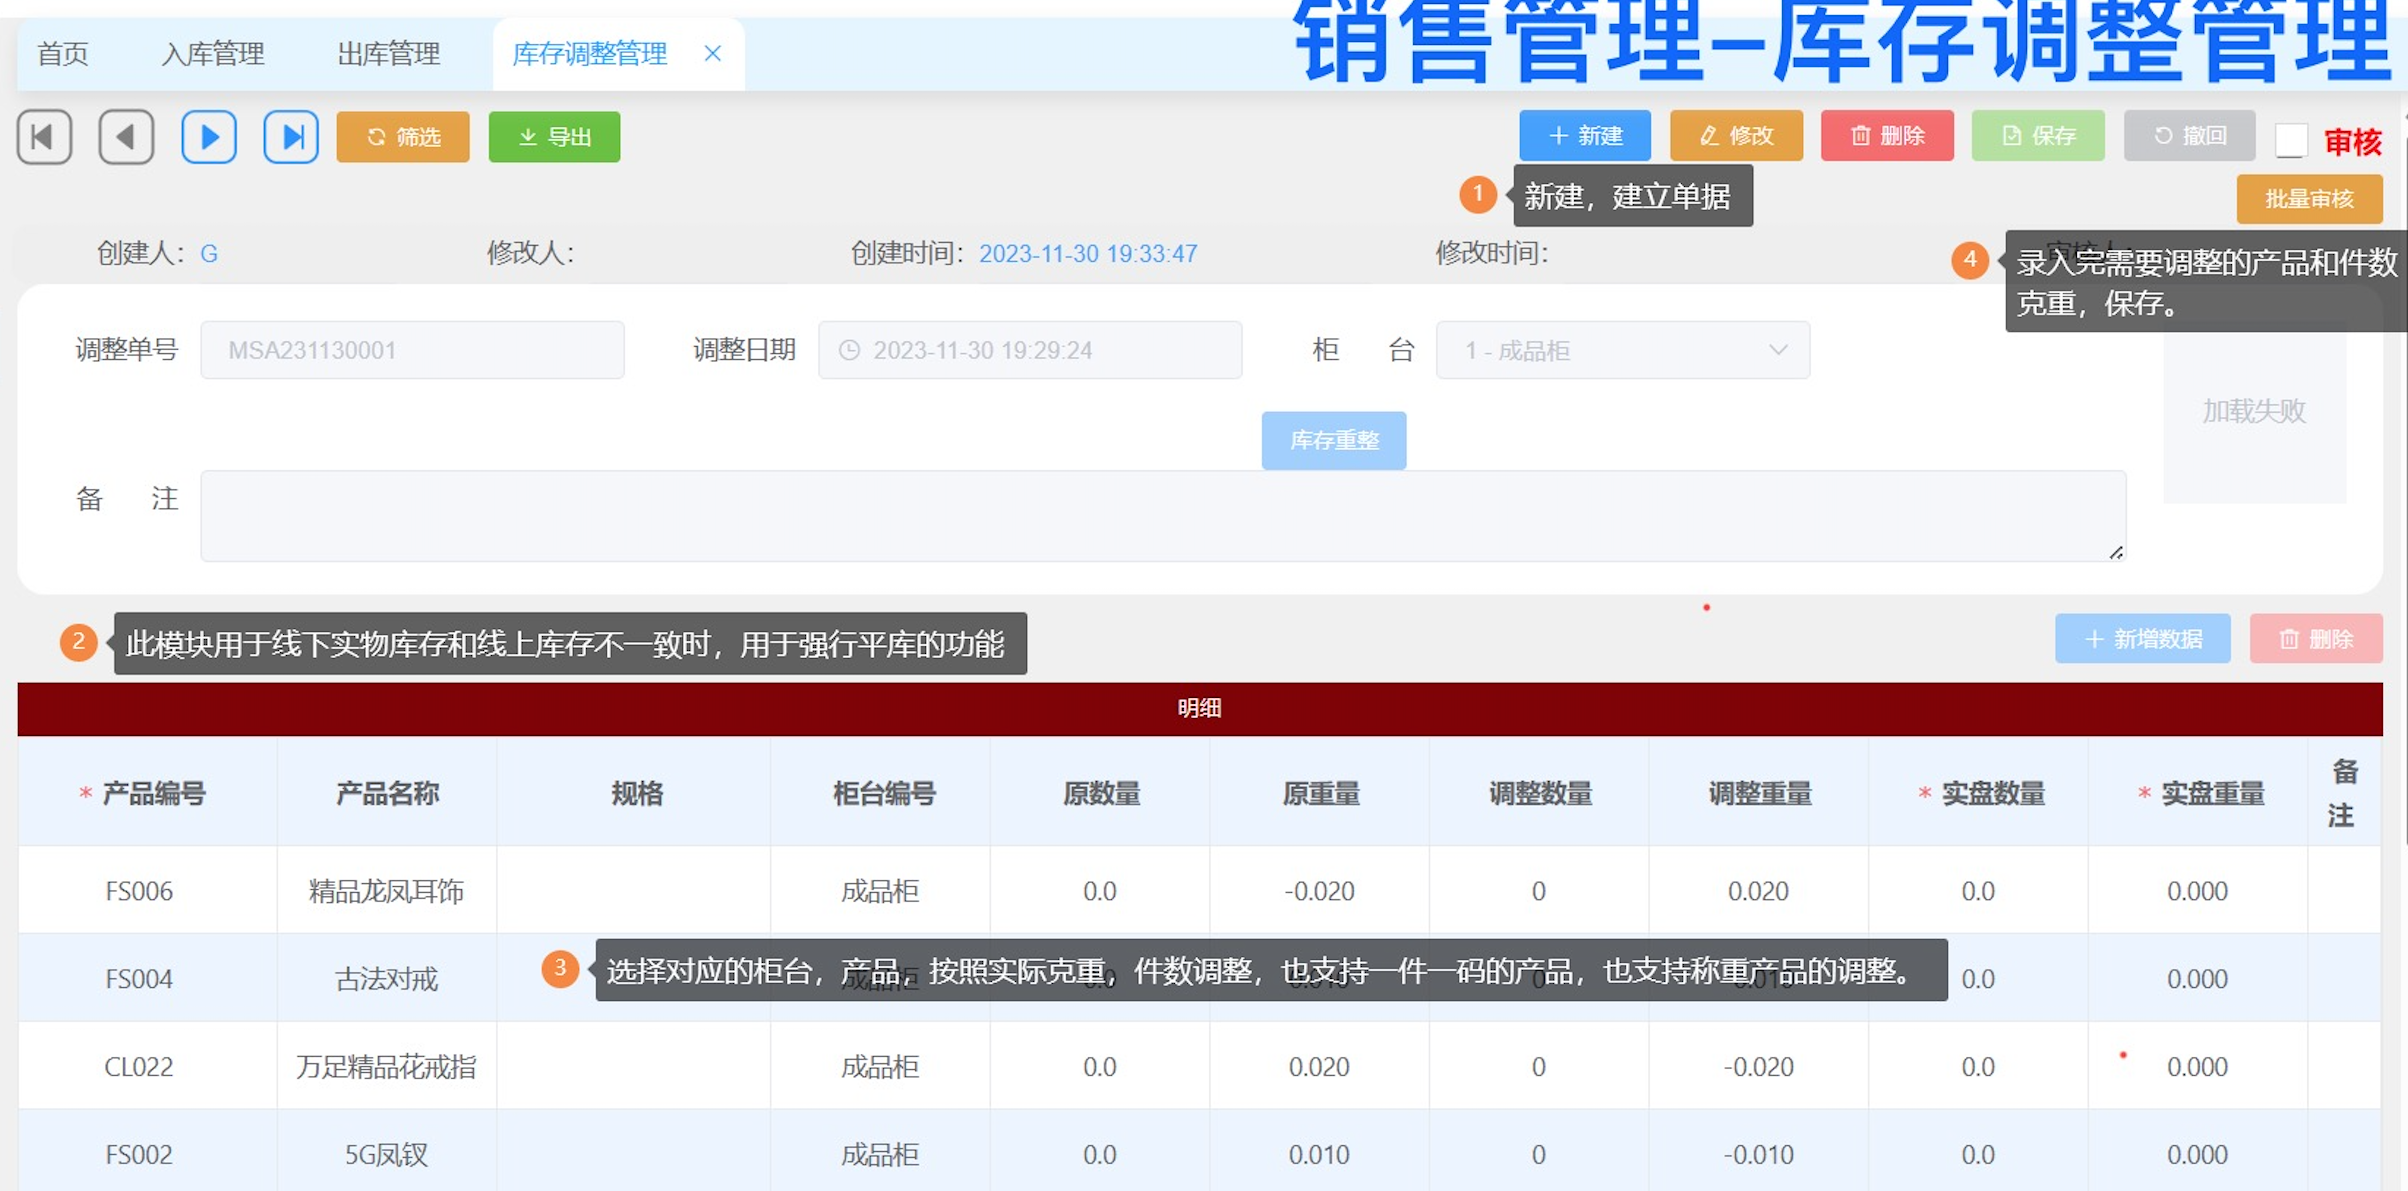 销售管理–库存调整管理
首页 入库管理 出库管理 库存调整管理
筛选 导出 新建 修改 删除 保存 撤回 审核
1 新建，建立单据
批量审核
创建人： G 修改人： 创建时间： 2023-11-30 19:33:47 修改时间：
4 录入完需要调整的产品和件数
克重，保存。
调整单号 MSA231130001 调整日期 2023-11-30 19:29:24 柜 台 1 - 成品柜
加载失败
库存重整
备 注
2 此模块用于线下实物库存和线上库存不一致时，用于强行平库的功能
新增数据 删除
明细
* 产品编号 产品名称 规格 柜台编号 原数量 原重量 调整数量 调整重量 * 实盘数量 * 实盘重量 备注
FS006 精品龙凤耳饰 成品柜 0.0 -0.020 0 0.020 0.0 0.000
FS004 古法对戒 0.0 0.000
3 选择对应的柜台，产品，按照实际克重，件数调整，也支持一件一码的产品，也支持称重产品的调整。
CL022 万足精品花戒指 成品柜 0.0 0.020 0 -0.020 0.0 0.000
FS002 5G凤钗 成品柜 0.0 0.010 0 -0.010 0.0 0.000